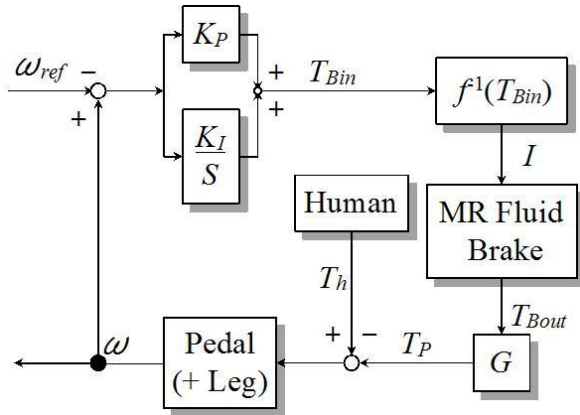 ω_ref
−
+
K_P
K_I
S
+
+
T_Bin
f⁻¹(T_Bin)
I
MR Fluid
Brake
T_Bout
G
T_P
−
+
T_h
Human
Pedal
(+ Leg)
ω